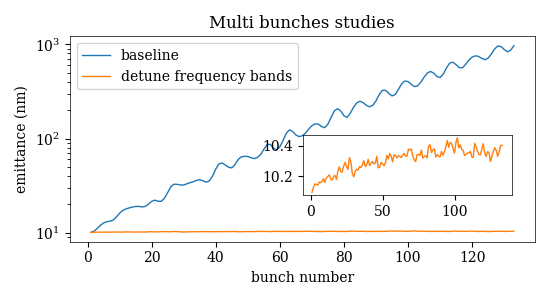 Multi bunches studies
10³
baseline
detune frequency bands
emittance (nm)
10²
10.4
10.2
0 50 100
10¹
0 20 40 60 80 100 120
bunch number